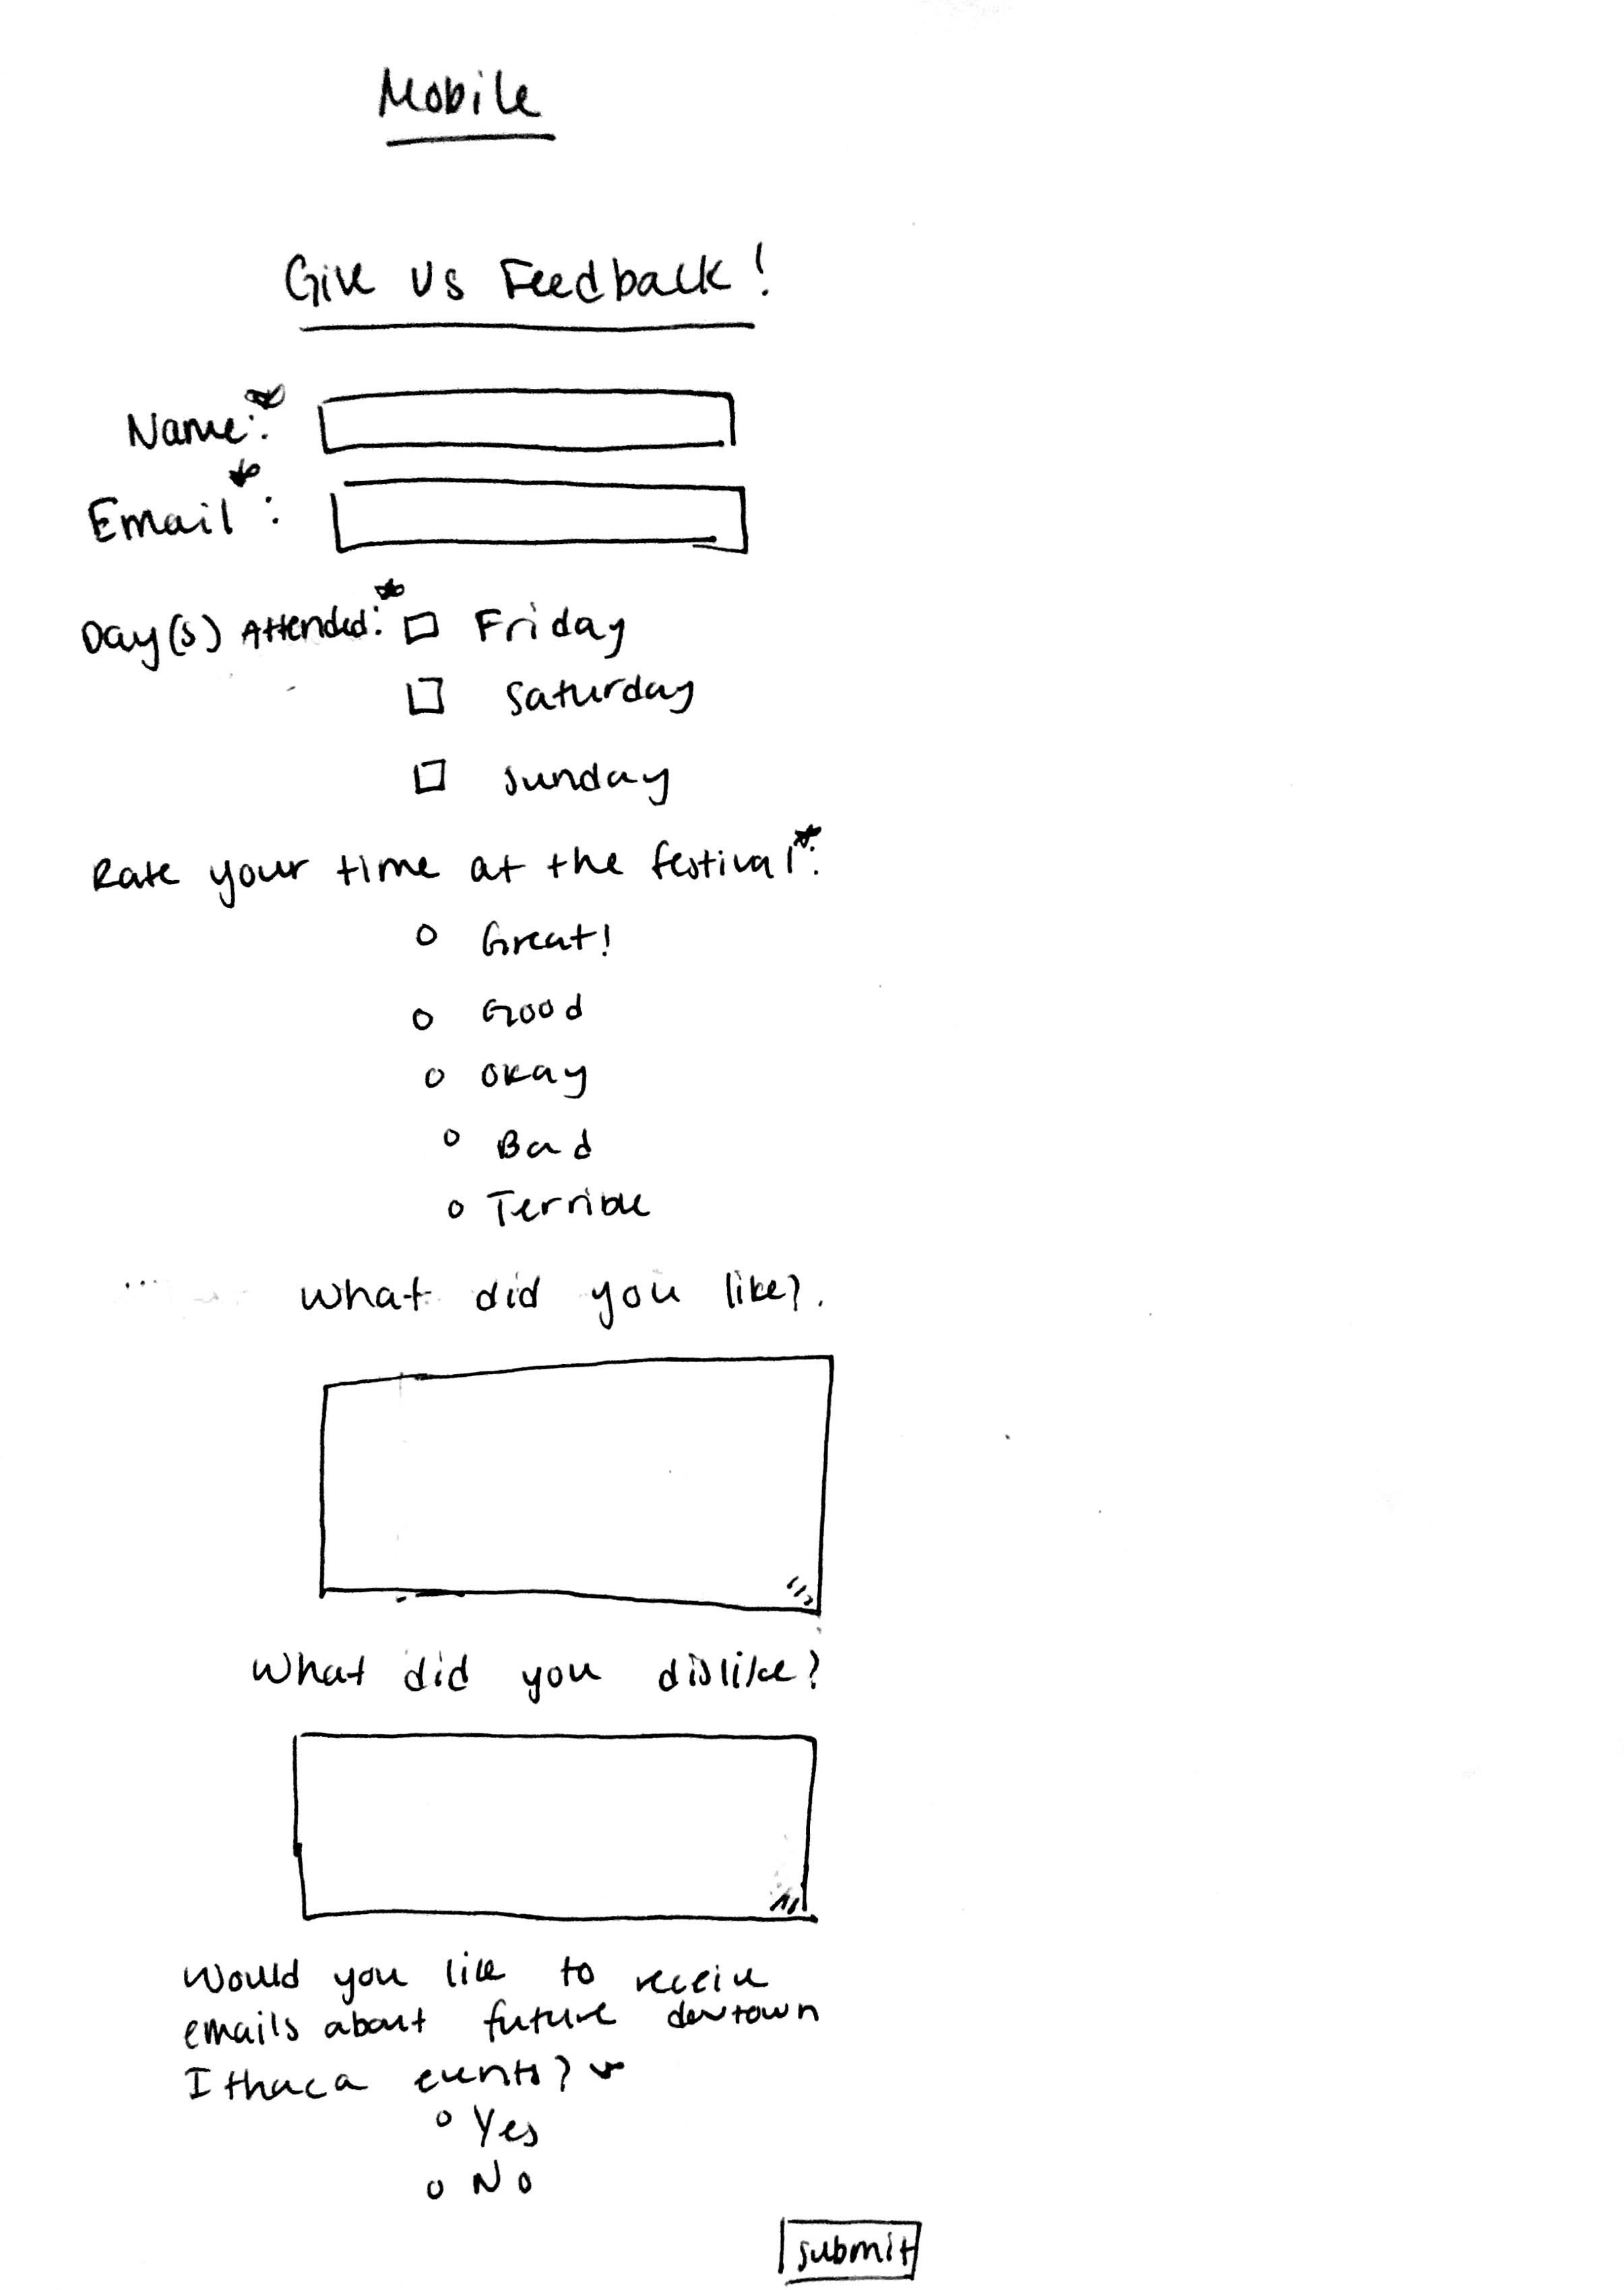 Mobile
Give Us Feedback!
Name:*
Email*:
Day(s) Attended:* Friday
Saturday
Sunday
Rate your time at the festival*:
Great!
Good
Okay
Bad
Terrible
What did you like?
What did you dislike?
Would you like to receive
emails about future dowtown
Ithaca events? *
Yes
No
submit